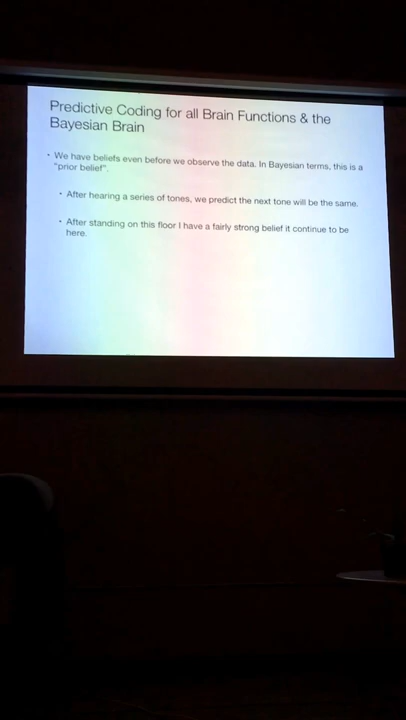 Predictive Coding for all Brain Functions & the
Bayesian Brain
• We have beliefs even before we observe the data. In Bayesian terms, this is a
"prior belief".
• After hearing a series of tones, we predict the next tone will be the same.
• After standing on this floor I have a fairly strong belief it continue to be
here.